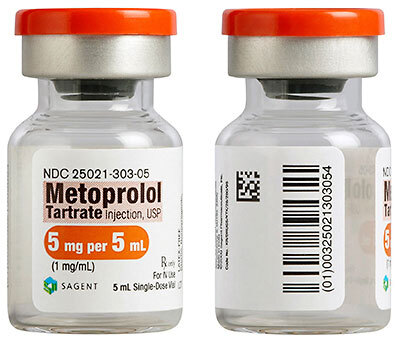 NDC 25021-303-05
Metoprolol
Tartrate Injection, USP
5 mg per 5 mL
(1 mg/mL)
Rx only
For IV Use
SAGENT
5 mL Single-Dose Vial
(01)00325021303054